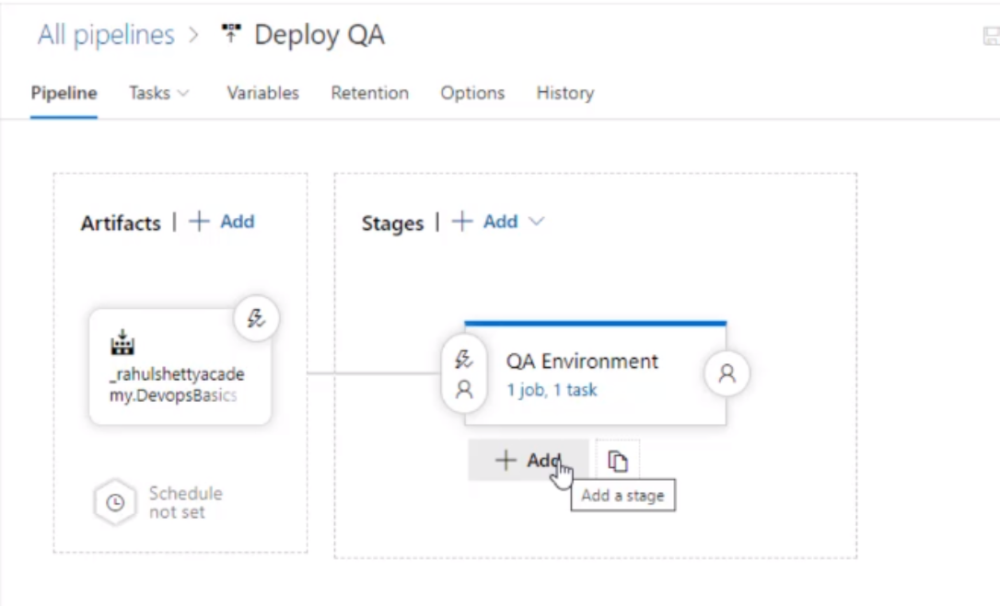 All pipelines > Deploy QA
Pipeline Tasks Variables Retention Options History
Artifacts | + Add
Stages | + Add
_rahulshettyacade
my.DevopsBasics
QA Environment
1 job, 1 task
+ Add
Add a stage
Schedule
not set